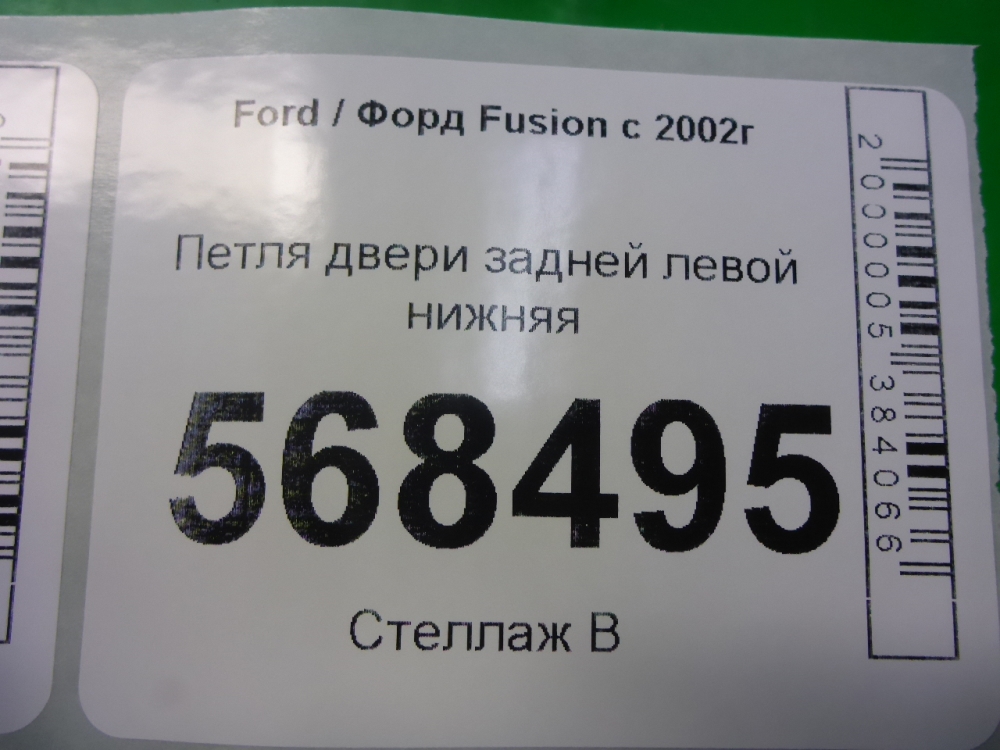 Ford / Форд Fusion с 2002г
Петля двери задней левой
нижняя
568495
Стеллаж В
2000005384066